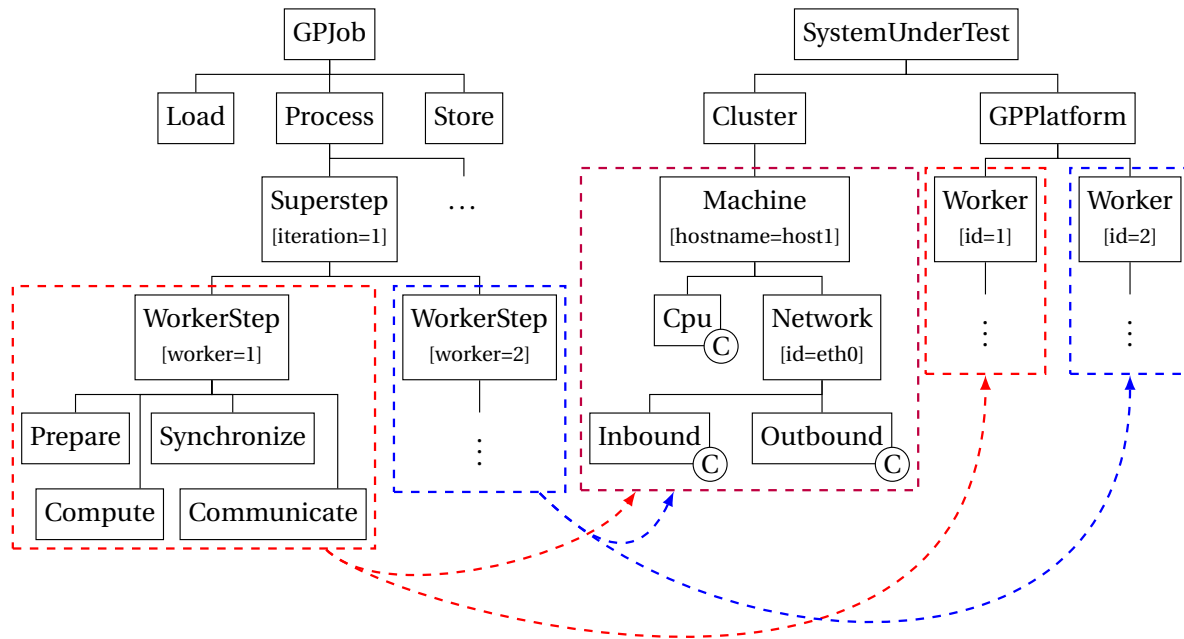 GPJob
SystemUnderTest
Load
Process
Store
Cluster
GPPlatform
Superstep
[iteration=1]
...
Machine
[hostname=host1]
Worker
[id=1]
Worker
[id=2]
WorkerStep
[worker=1]
WorkerStep
[worker=2]
Cpu
C
Network
[id=eth0]
⋮
⋮
Prepare
Synchronize
⋮
Inbound
C
Outbound
C
Compute
Communicate